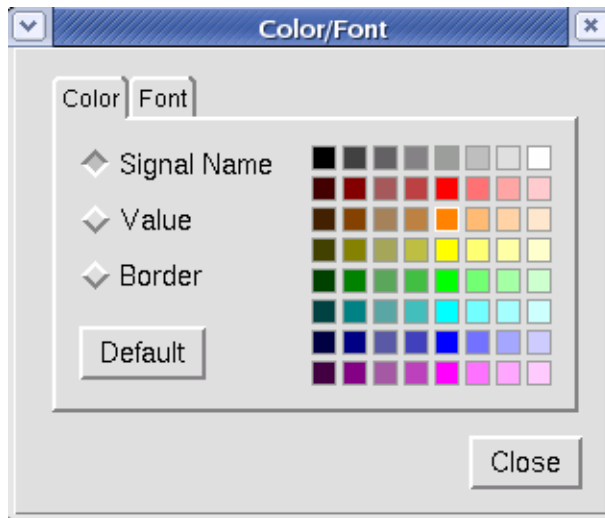 Color/Font
Color Font
Signal Name
Value
Border
Default
Close